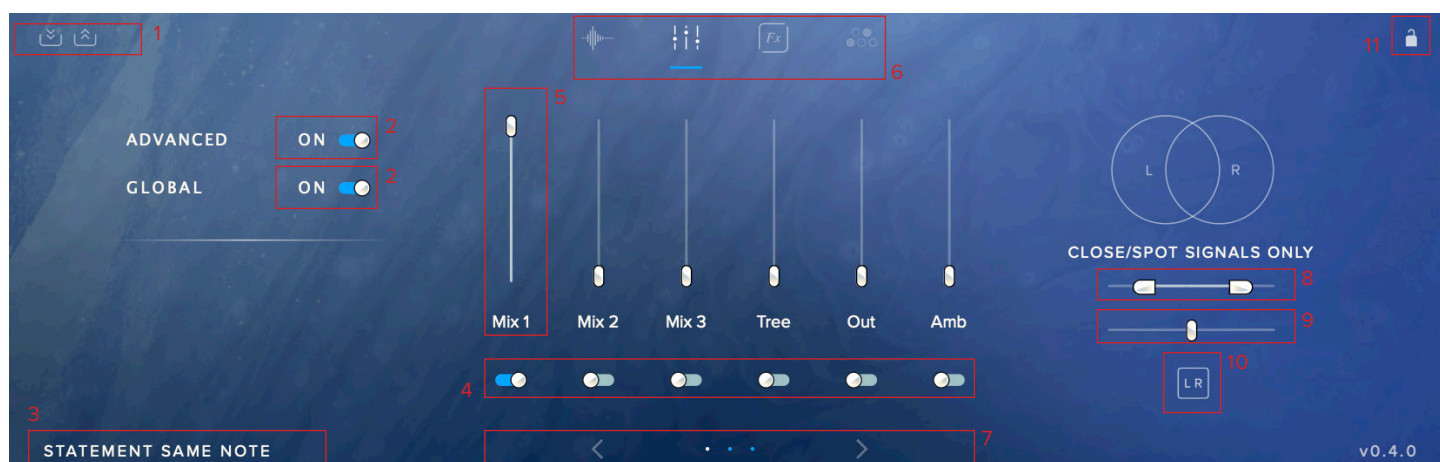 1
Fx
6
11
5
ADVANCED ON 2
GLOBAL ON 2
L R
CLOSE/SPOT SIGNALS ONLY
8
Mix 1 Mix 2 Mix 3 Tree Out Amb
9
10
4
L R
3
STATEMENT SAME NOTE
7
v0.4.0